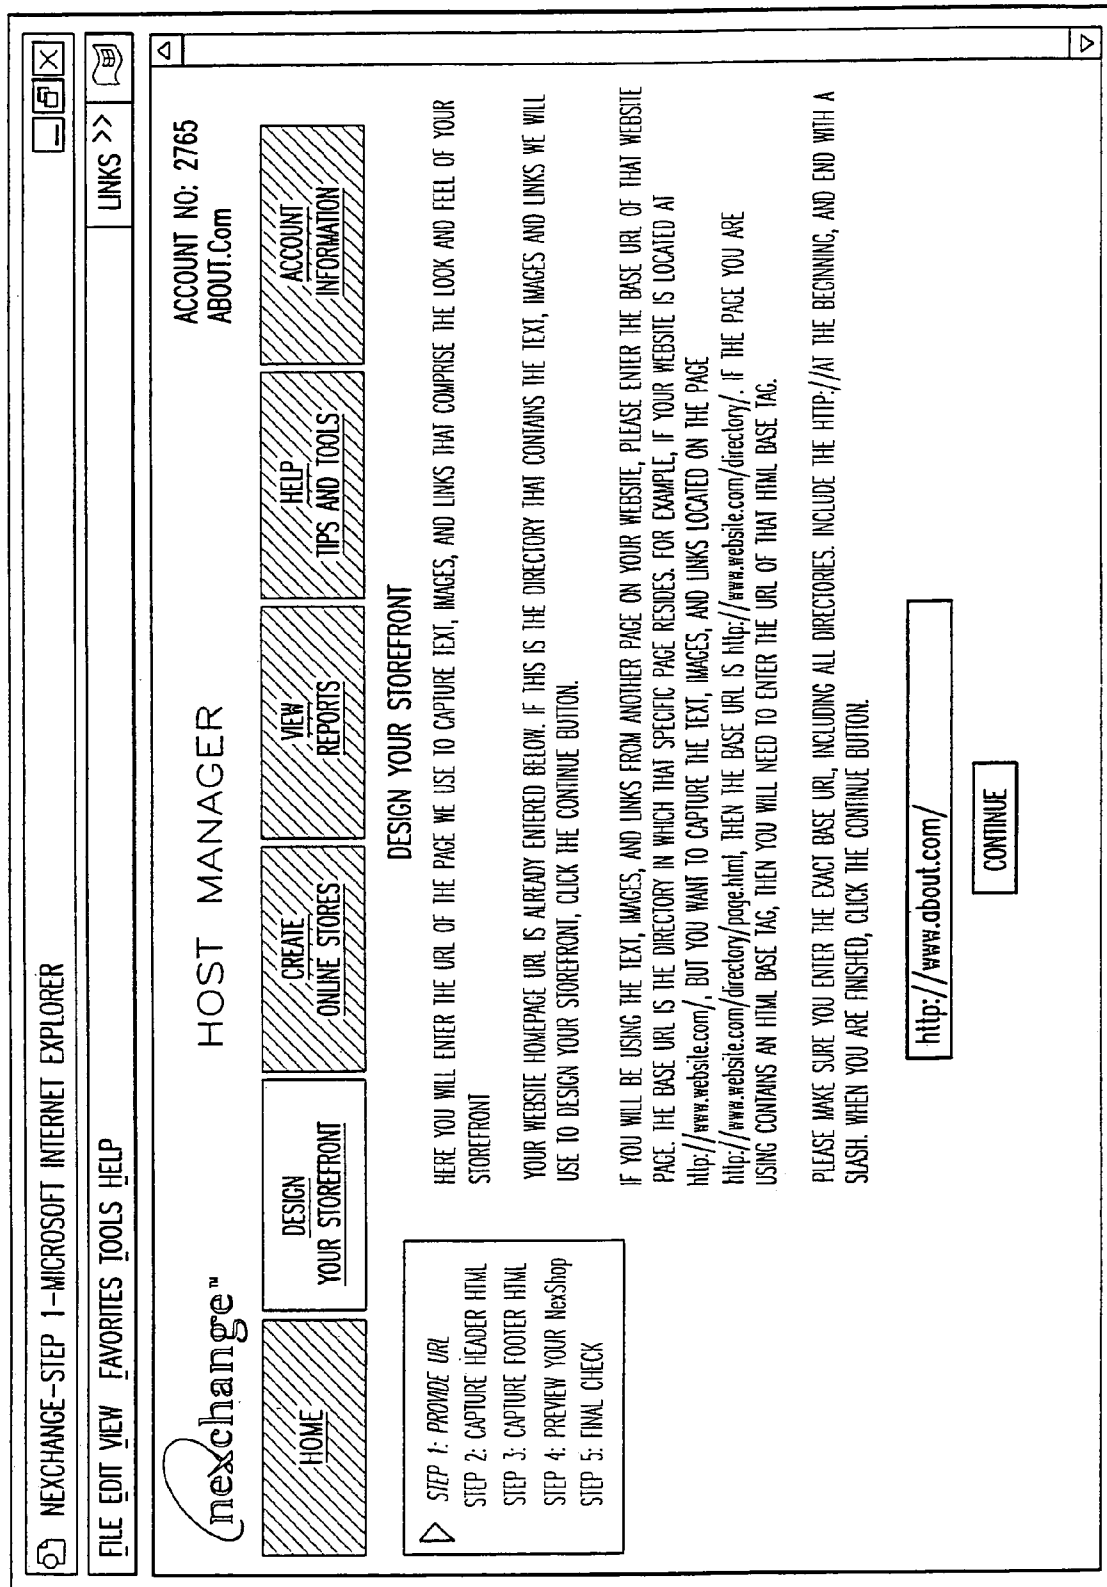 NEXCHANGE-STEP 1-MICROSOFT INTERNET EXPLORER
FILE EDIT VIEW FAVORITES TOOLS HELP
LINKS >>
nexchange™
HOST MANAGER
ACCOUNT NO: 2765
ABOUT.Com
HOME
DESIGN
YOUR STOREFRONT
CREATE
ONLINE STORES
VIEW
REPORTS
HELP
TIPS AND TOOLS
ACCOUNT
INFORMATION
STEP 1: PROVIDE URL
STEP 2: CAPTURE HEADER HTML
STEP 3: CAPTURE FOOTER HTML
STEP 4: PREVIEW YOUR NexShop
STEP 5: FINAL CHECK
DESIGN YOUR STOREFRONT
HERE YOU WILL ENTER THE URL OF THE PAGE WE USE TO CAPTURE TEXT, IMAGES, AND LINKS THAT COMPRISE THE LOOK AND FEEL OF YOUR
STOREFRONT
YOUR WEBSITE HOMEPAGE URL IS ALREADY ENTERED BELOW. IF THIS IS THE DIRECTORY THAT CONTAINS THE TEXT, IMAGES AND LINKS WE WILL
USE TO DESIGN YOUR STOREFRONT, CLICK THE CONTINUE BUTTON.
IF YOU WILL BE USING THE TEXT, IMAGES, AND LINKS FROM ANOTHER PAGE ON YOUR WEBSITE, PLEASE ENTER THE BASE URL OF THAT WEBSITE
PAGE. THE BASE URL IS THE DIRECTORY IN WHICH THAT SPECIFIC PAGE RESIDES. FOR EXAMPLE, IF YOUR WEBSITE IS LOCATED AT
http://www.website.com/, BUT YOU WANT TO CAPTURE THE TEXT, IMAGES, AND LINKS LOCATED ON THE PAGE
http://www.website.com/directory/page.html, THEN THE BASE URL IS http://www.website.com/directory/. IF THE PAGE YOU ARE
USING CONTAINS AN HTML BASE TAG, THEN YOU WILL NEED TO ENTER THE URL OF THAT HTML BASE TAG.
PLEASE MAKE SURE YOU ENTER THE EXACT BASE URL, INCLUDING ALL DIRECTORIES. INCLUDE THE HTTP://AT THE BEGINNING, AND END WITH A
SLASH. WHEN YOU ARE FINISHED, CLICK THE CONTINUE BUTTON.
http://www.about.com/
CONTINUE